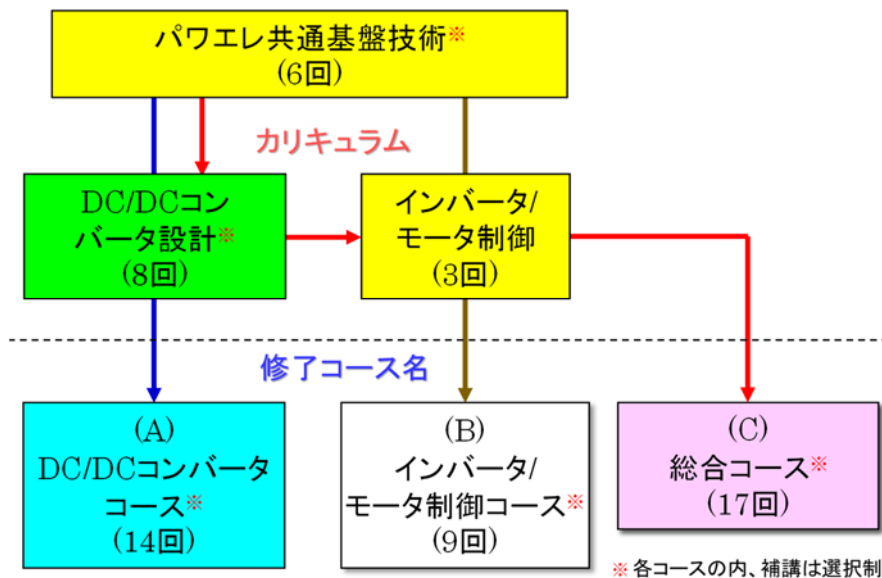 パワエレ共通基盤技術※
(6回)
カリキュラム
DC/DCコン
バータ設計※
(8回)
インバータ/
モータ制御
(3回)
修了コース名
(A)
DC/DCコンバータ
コース※
(14回)
(B)
インバータ/
モータ制御コース※
(9回)
(C)
総合コース※
(17回)
※各コースの内、補講は選択制